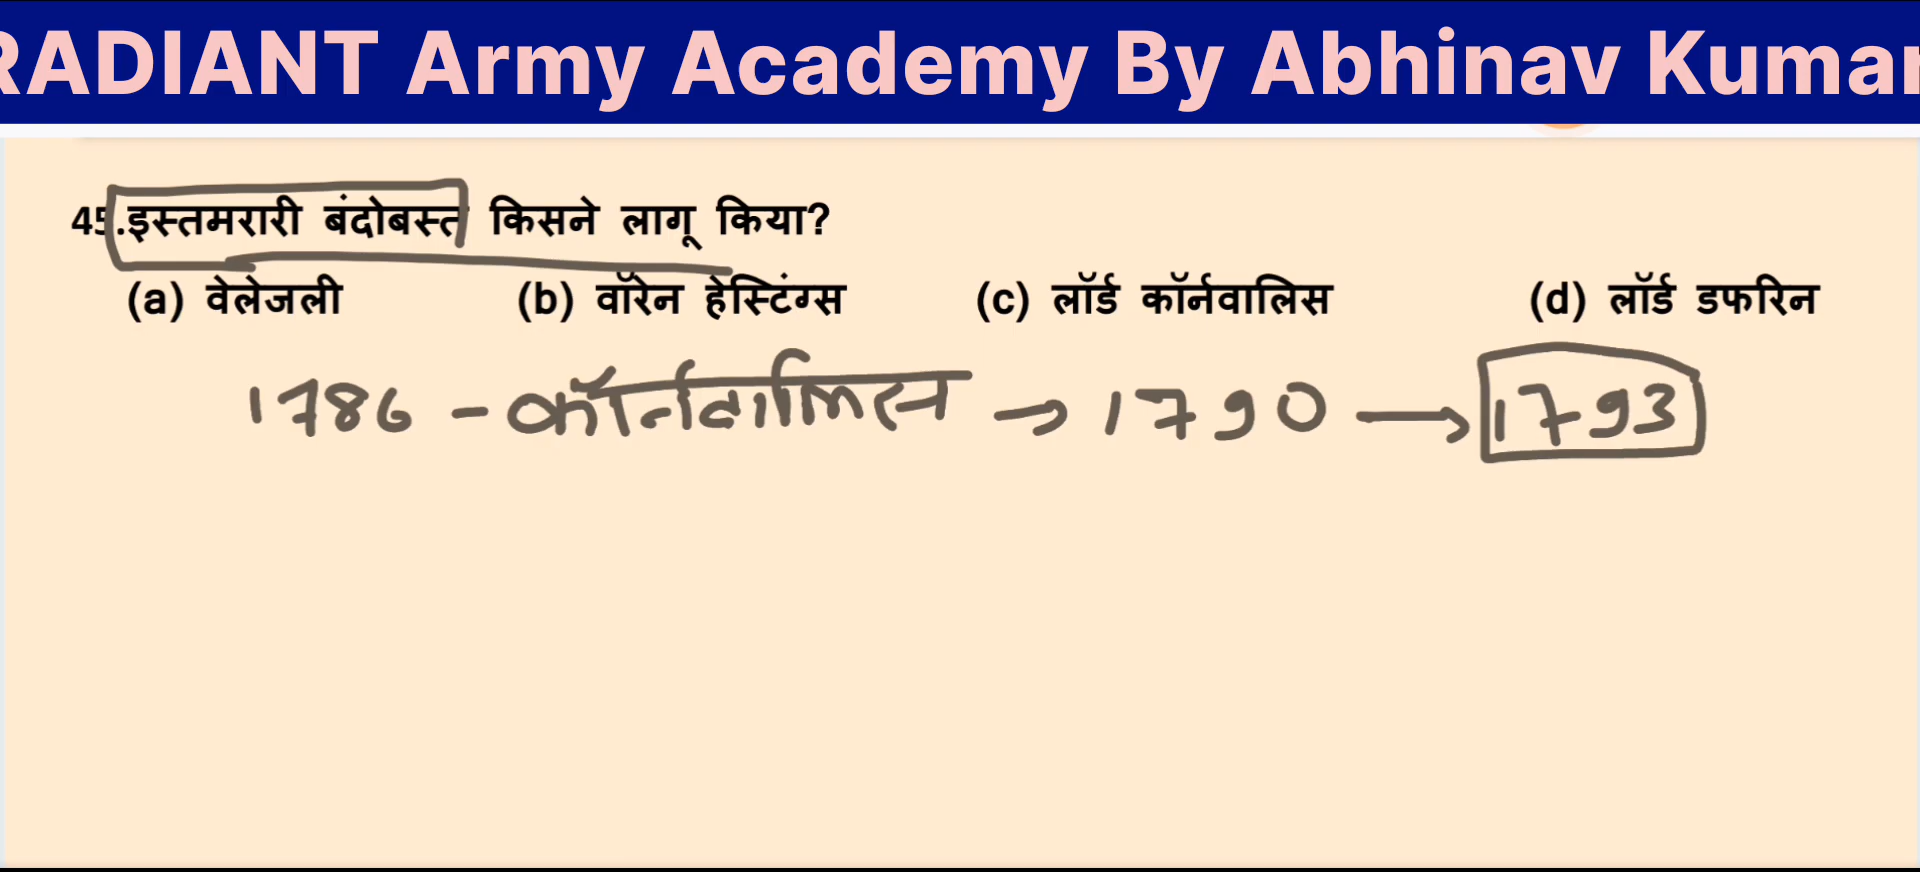 RADIANT Army Academy By Abhinav Kumar
45.इस्तमरारी बंदोबस्त किसने लागू किया?
(a) वेलेजली (b) वॉरेन हेस्टिंग्स (c) लॉर्ड कॉर्नवालिस (d) लॉर्ड डफरिन
1786 - कॉर्नवालिस → 1790 → 1793